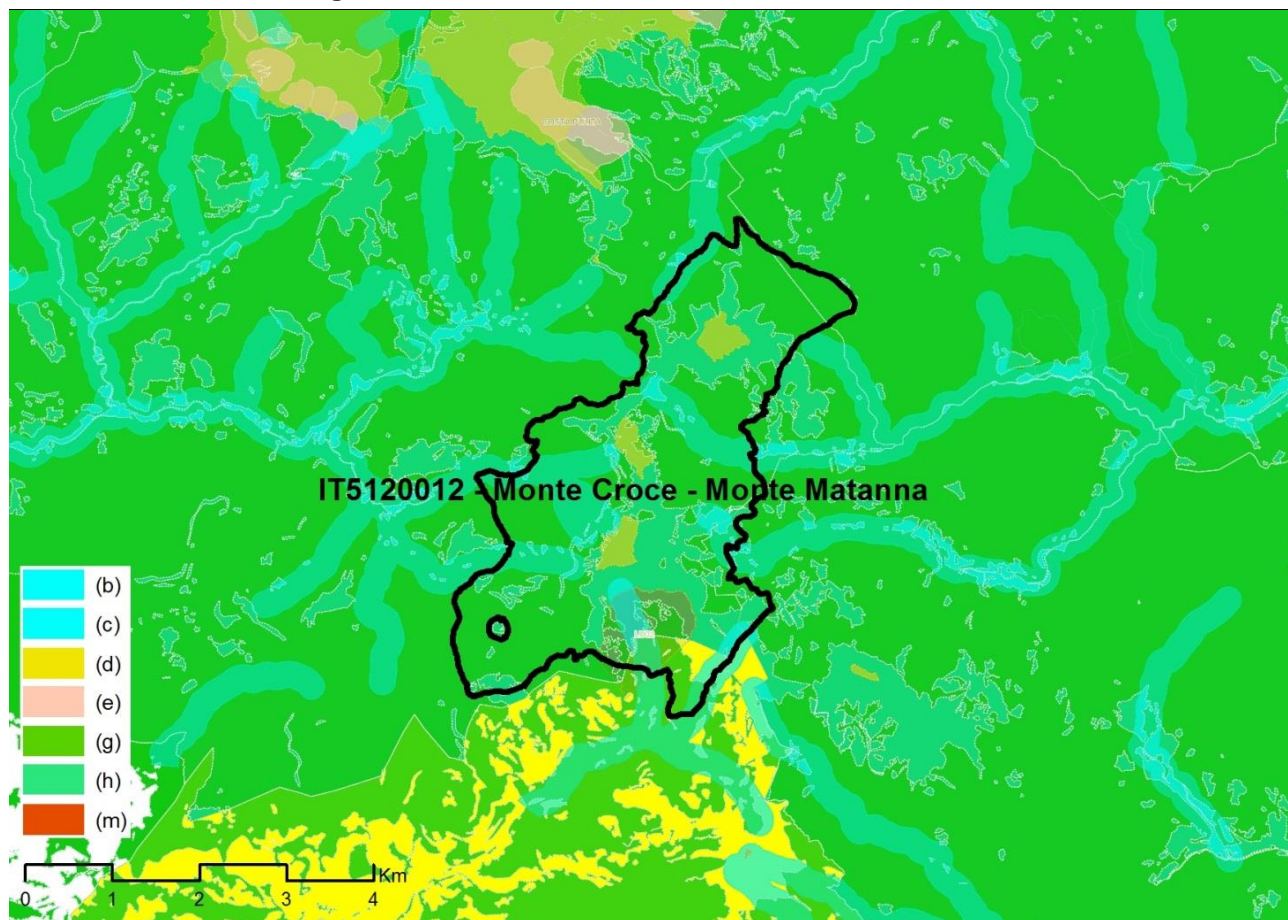 IT5120012 - Monte Croce - Monte Matanna
(b)
(c)
(d)
(e)
(g)
(h)
(m)
Km
0 1 2 3 4